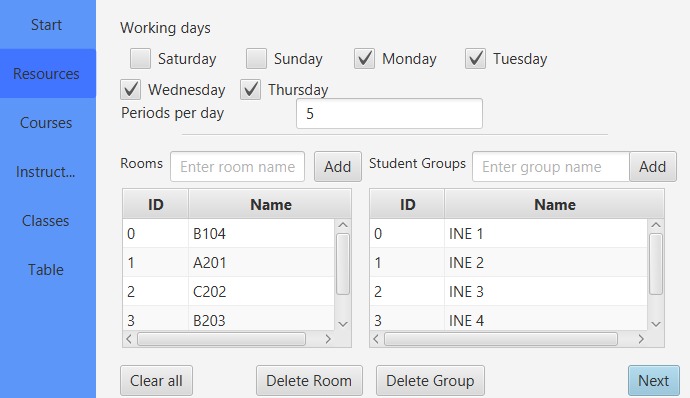 Start
Resources
Courses
Instruct...
Classes
Table
Working days
Saturday Sunday Monday Tuesday
Wednesday Thursday
Periods per day 5
Rooms Enter room name Add Student Groups Enter group name Add
ID Name ID Name
0 B104 0 INE 1
1 A201 1 INE 2
2 C202 2 INE 3
3 B203 3 INE 4
Clear all Delete Room Delete Group Next